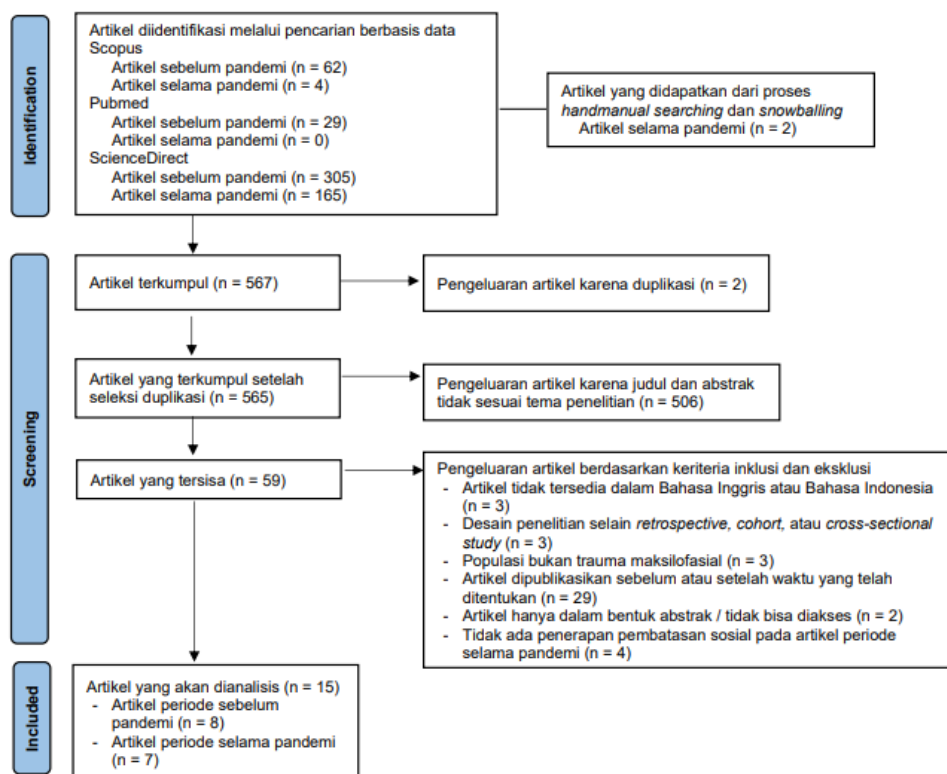 Identification
Artikel diidentifikasi melalui pencarian berbasis data
Scopus
Artikel sebelum pandemi (n = 62)
Artikel selama pandemi (n = 4)
Pubmed
Artikel sebelum pandemi (n = 29)
Artikel selama pandemi (n = 0)
ScienceDirect
Artikel sebelum pandemi (n = 305)
Artikel selama pandemi (n = 165)
Artikel yang didapatkan dari proses
handmanual searching dan snowballing
Artikel selama pandemi (n = 2)
Screening
Artikel terkumpul (n = 567)
Pengeluaran artikel karena duplikasi (n = 2)
Artikel yang terkumpul setelah
seleksi duplikasi (n = 565)
Pengeluaran artikel karena judul dan abstrak
tidak sesuai tema penelitian (n = 506)
Artikel yang tersisa (n = 59)
Pengeluaran artikel berdasarkan keriteria inklusi dan eksklusi
- Artikel tidak tersedia dalam Bahasa Inggris atau Bahasa Indonesia
(n = 3)
- Desain penelitian selain retrospective, cohort, atau cross-sectional
study (n = 3)
- Populasi bukan trauma maksilofasial (n = 3)
- Artikel dipublikasikan sebelum atau setelah waktu yang telah
ditentukan (n = 29)
- Artikel hanya dalam bentuk abstrak / tidak bisa diakses (n = 2)
- Tidak ada penerapan pembatasan sosial pada artikel periode
selama pandemi (n = 4)
Included
Artikel yang akan dianalisis (n = 15)
- Artikel periode sebelum
pandemi (n = 8)
- Artikel periode selama pandemi
(n = 7)